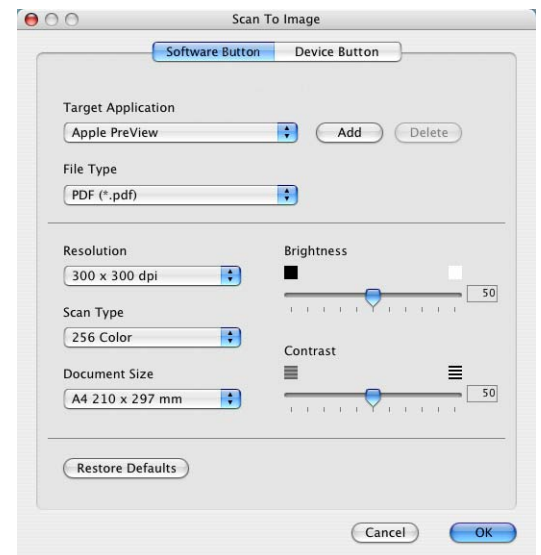 Scan To Image
Software Button Device Button
Target Application
Apple PreView Add Delete
File Type
PDF (*.pdf)
Resolution
300 x 300 dpi
Scan Type
256 Color
Document Size
A4 210 x 297 mm
Brightness
50
Contrast
50
Restore Defaults
Cancel OK